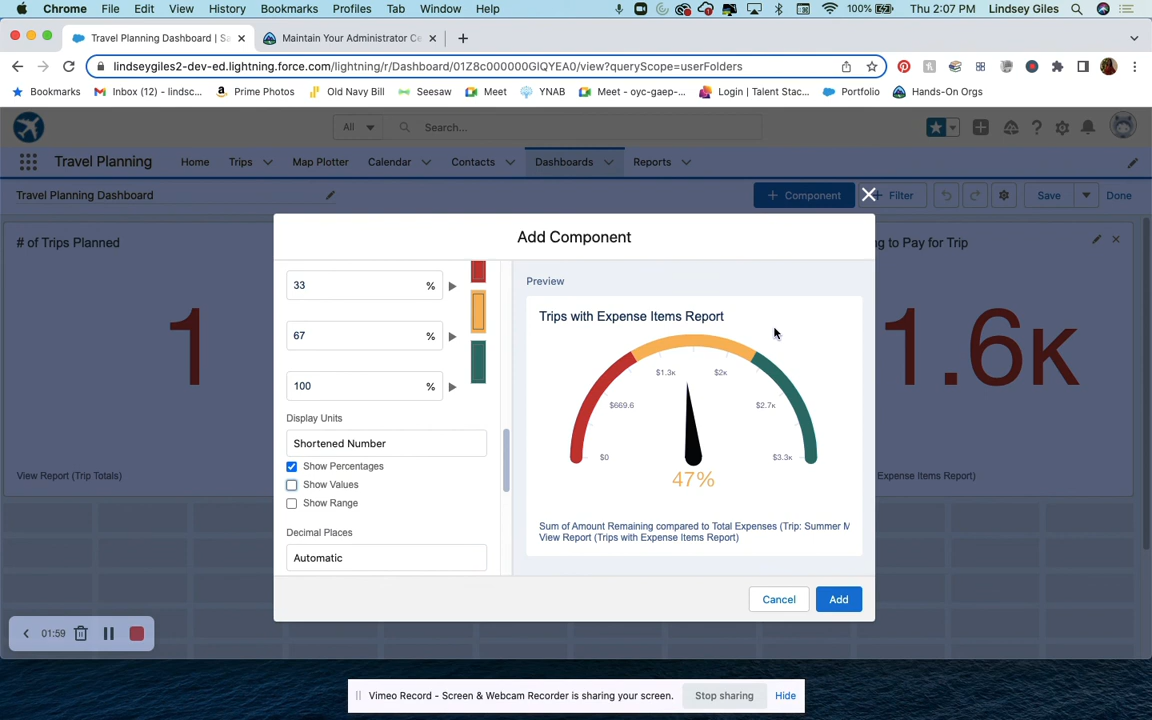 Chrome File Edit View History Bookmarks Profiles Tab Window Help 100% Thu 2:07 PM Lindsey Giles
Travel Planning Dashboard | Sa Maintain Your Administrator Ce
lindseygiles2-dev-ed.lightning.force.com/lightning/r/Dashboard/01Z8c000000GIQYEA0/view?queryScope=userFolders
Bookmarks Inbox (12) - lindsc... Prime Photos Old Navy Bill Seesaw Meet YNAB Meet - oyc-gaep-... Login | Talent Stac... Portfolio Hands-On Orgs
All Search...
Travel Planning Home Trips Map Plotter Calendar Contacts Dashboards Reports
Travel Planning Dashboard + Component Filter Save Done
Add Component
# of Trips Planned
g to Pay for Trip
1
1.6K
View Report (Trip Totals)
Expense Items Report)
33 %
67 %
100 %
Display Units
Shortened Number
Show Percentages
Show Values
Show Range
Decimal Places
Automatic
Preview
Trips with Expense Items Report
$1.3K $2K
$669.6 $2.7K
$0 $3.3K
47%
Sum of Amount Remaining compared to Total Expenses (Trip: Summer M
View Report (Trips with Expense Items Report)
Cancel Add
01:59
Vimeo Record - Screen & Webcam Recorder is sharing your screen. Stop sharing Hide